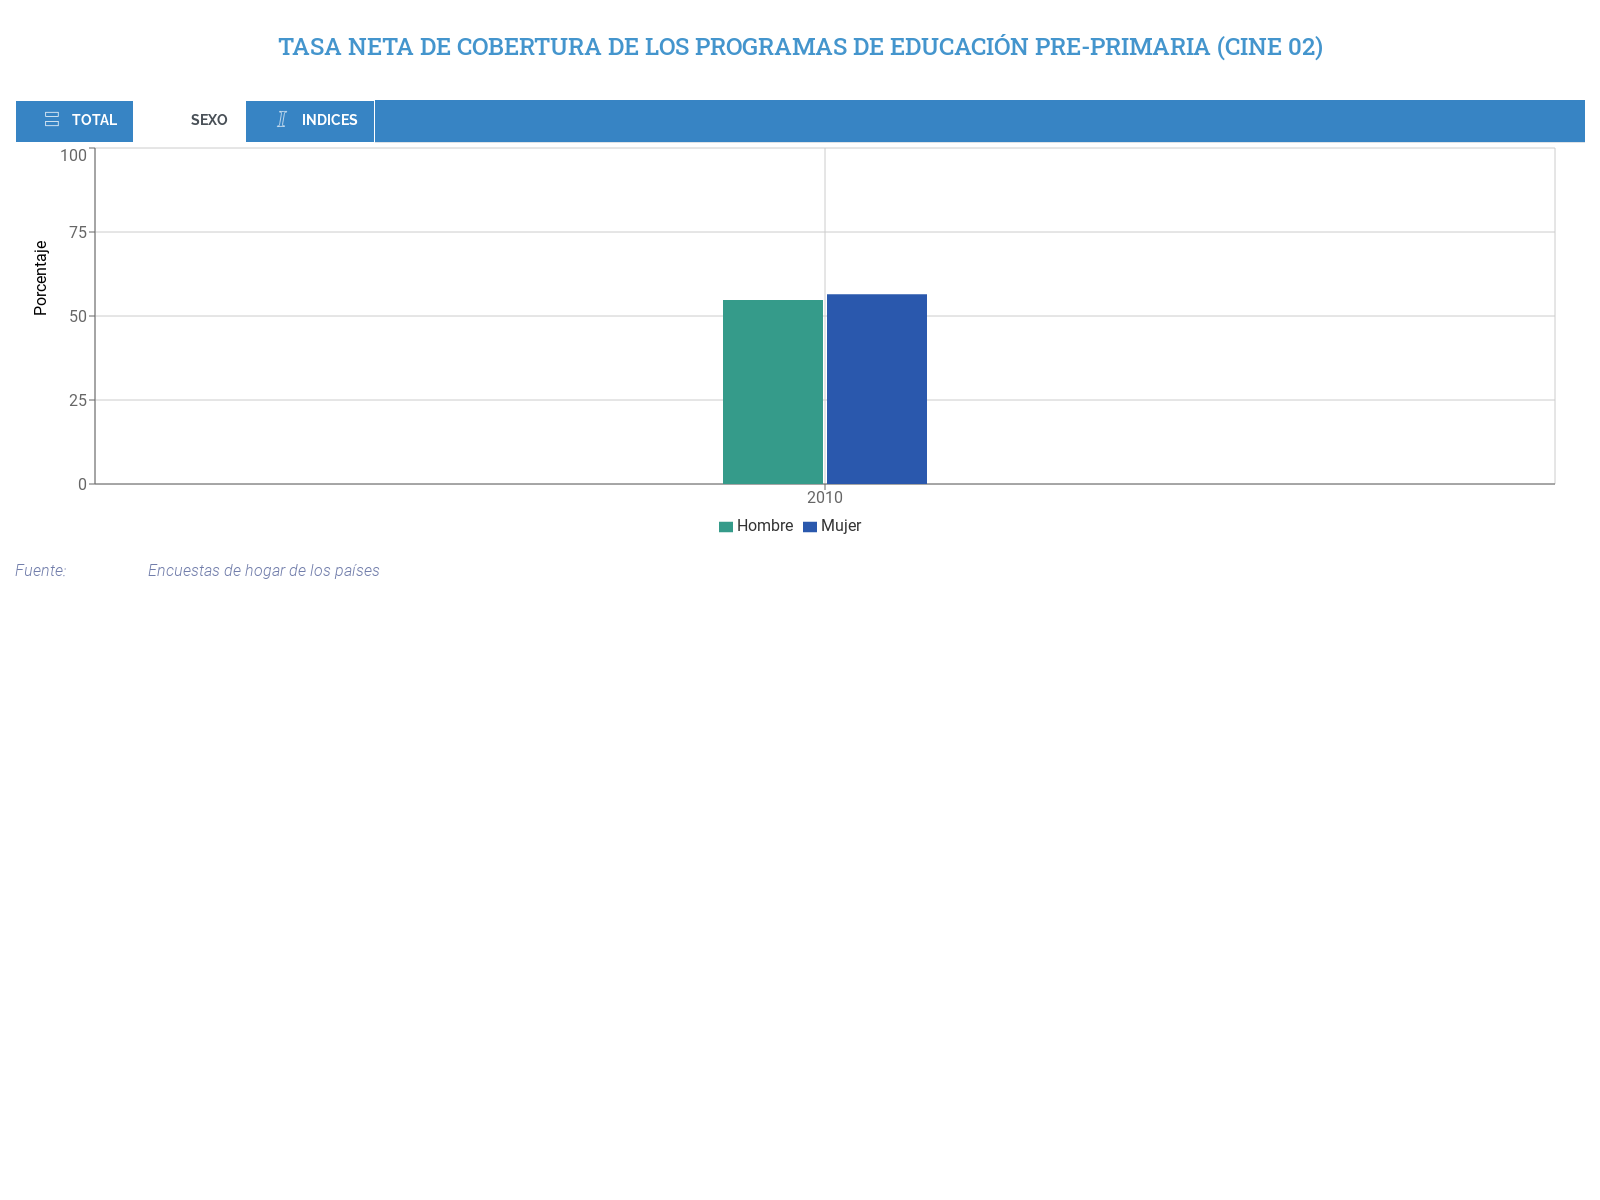 TASA NETA DE COBERTURA DE LOS PROGRAMAS DE EDUCACIÓN PRE-PRIMARIA (CINE 02)
TOTAL SEXO INDICES
100
75
50
25
0
Porcentaje
2010
Hombre Mujer
Fuente: Encuestas de hogar de los países